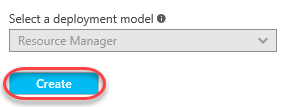 Select a deployment model
Resource Manager
Create